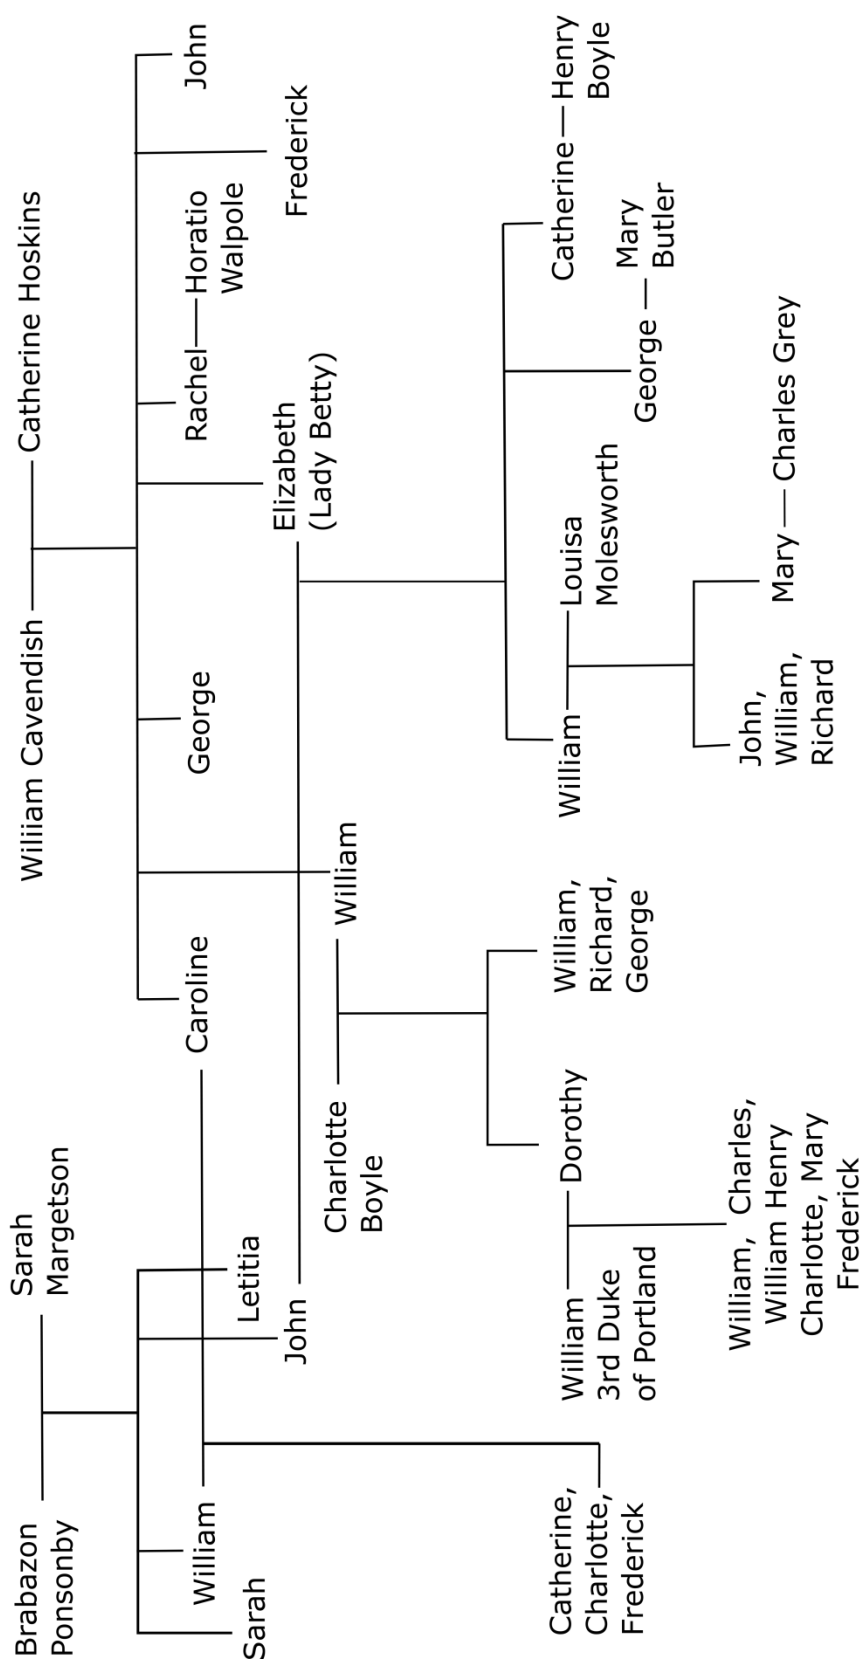 Brabazon
Ponsonby
Sarah
Margetson
Wiliiam Cavendish
Catherine Hoskins
Sarah
William
John
Letitia
Caroline
George
Rachel
Horatio
Walpole
John
Frederick
Elizabeth
(Lady Betty)
Charlotte
Boyle
William
Catherine,
Charlotte,
Frederick
William
3rd Duke
of Portland
Dorothy
William,
Richard,
George
William
Louisa
Molesworth
George
Mary
Butler
Catherine
Henry
Boyle
William, Charles,
William Henry
Charlotte, Mary
Frederick
John,
William,
Richard
Mary
Charles Grey